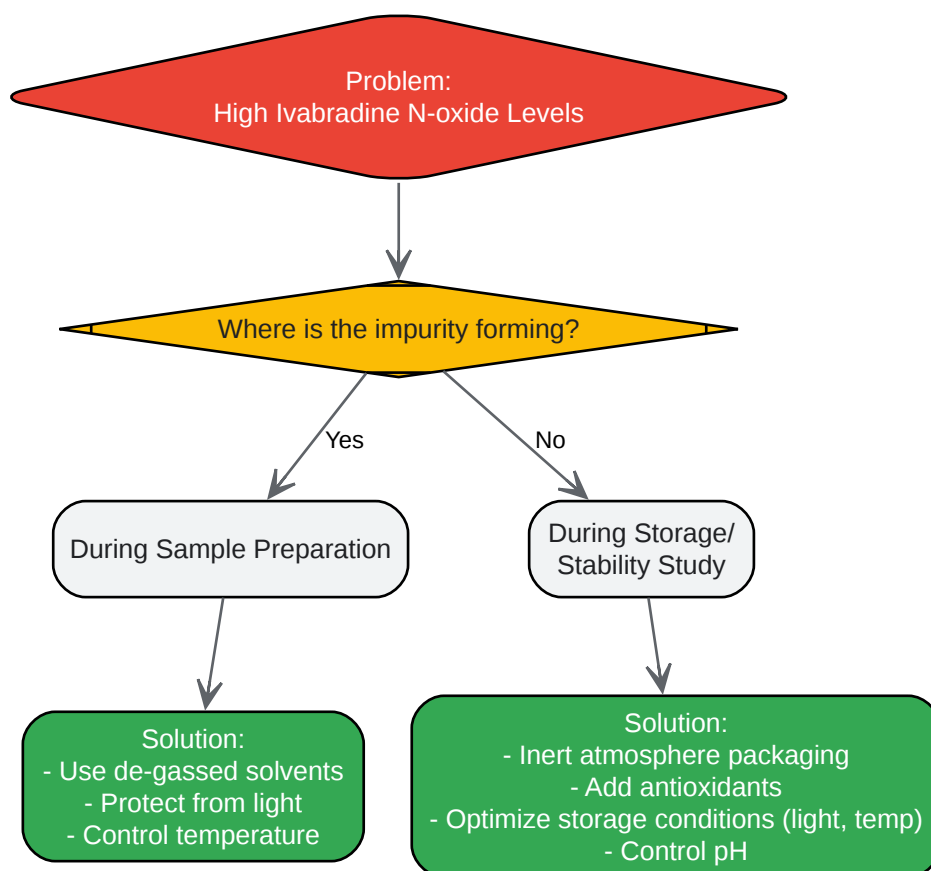 Problem:
High Ivabradine N-oxide Levels
Where is the impurity forming?
Yes
No
During Sample Preparation
During Storage/
Stability Study
Solution:
- Use de-gassed solvents
- Protect from light
- Control temperature
Solution:
- Inert atmosphere packaging
- Add antioxidants
- Optimize storage conditions (light, temp)
- Control pH